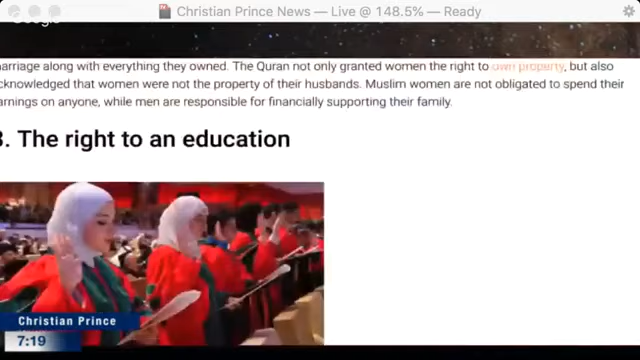 Christian Prince News — Live @ 148.5% — Ready
marriage along with everything they owned. The Quran not only granted women the right to own property, but also
acknowledged that women were not the property of their husbands. Muslim women are not obligated to spend their
earnings on anyone, while men are responsible for financially supporting their family.
3. The right to an education
Christian Prince
7:19